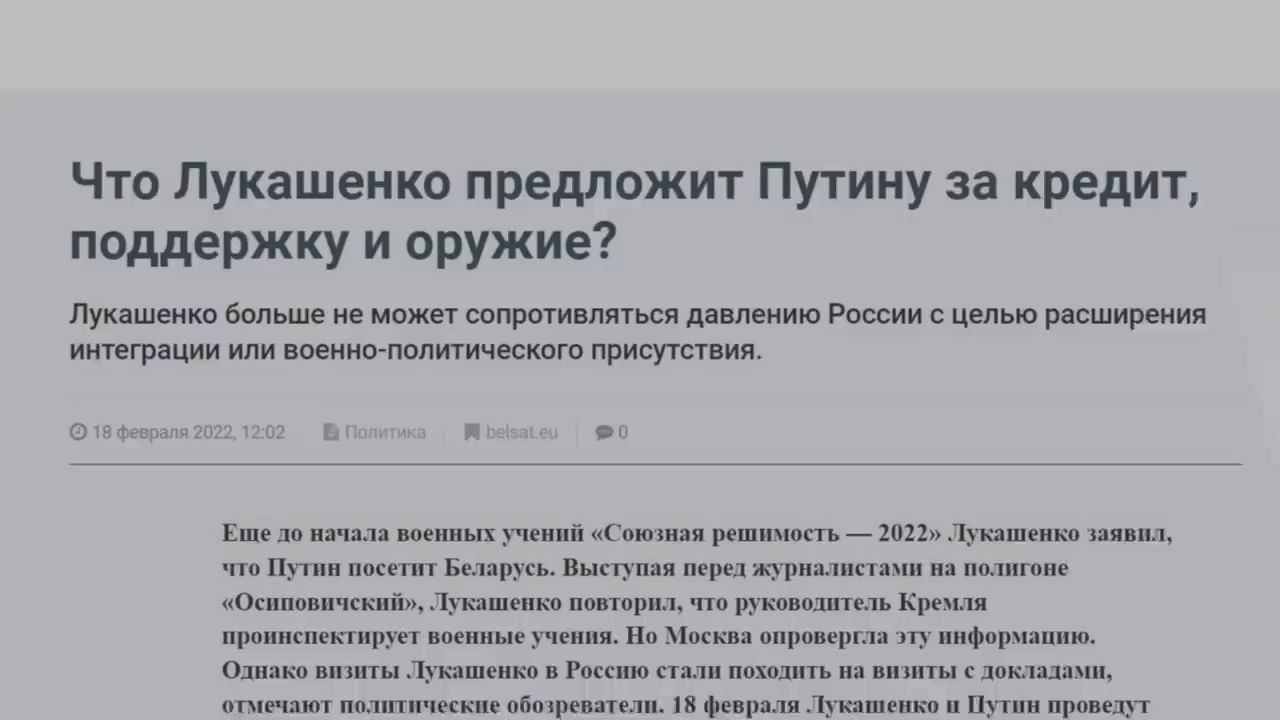 Что Лукашенко предложит Путину за кредит,
поддержку и оружие?
Лукашенко больше не может сопротивляться давлению России с целью расширения
интеграции или военно-политического присутствия.
18 февраля 2022, 12:02 Политика belsat.eu 0
Еще до начала военных учений «Союзная решимость — 2022» Лукашенко заявил,
что Путин посетит Беларусь. Выступая перед журналистами на полигоне
«Осиповичский», Лукашенко повторил, что руководитель Кремля
проинспектирует военные учения. Но Москва опровергла эту информацию.
Однако визиты Лукашенко в Россию стали походить на визиты с докладами,
отмечают политические обозреватели. 18 февраля Лукашенко и Путин проведут